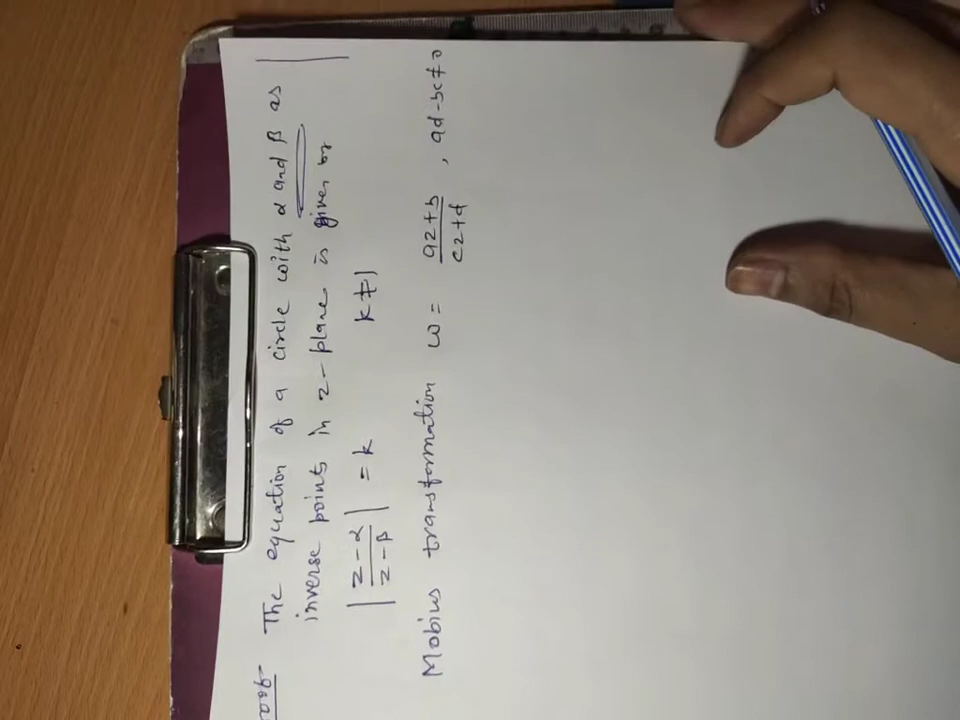 The equation of a circle with α and β as
inverse points in z-plane is given by
|z-α / z-β| = k k≠1
Mobius transformation ω = az+b / cz+d , ad-bc≠0